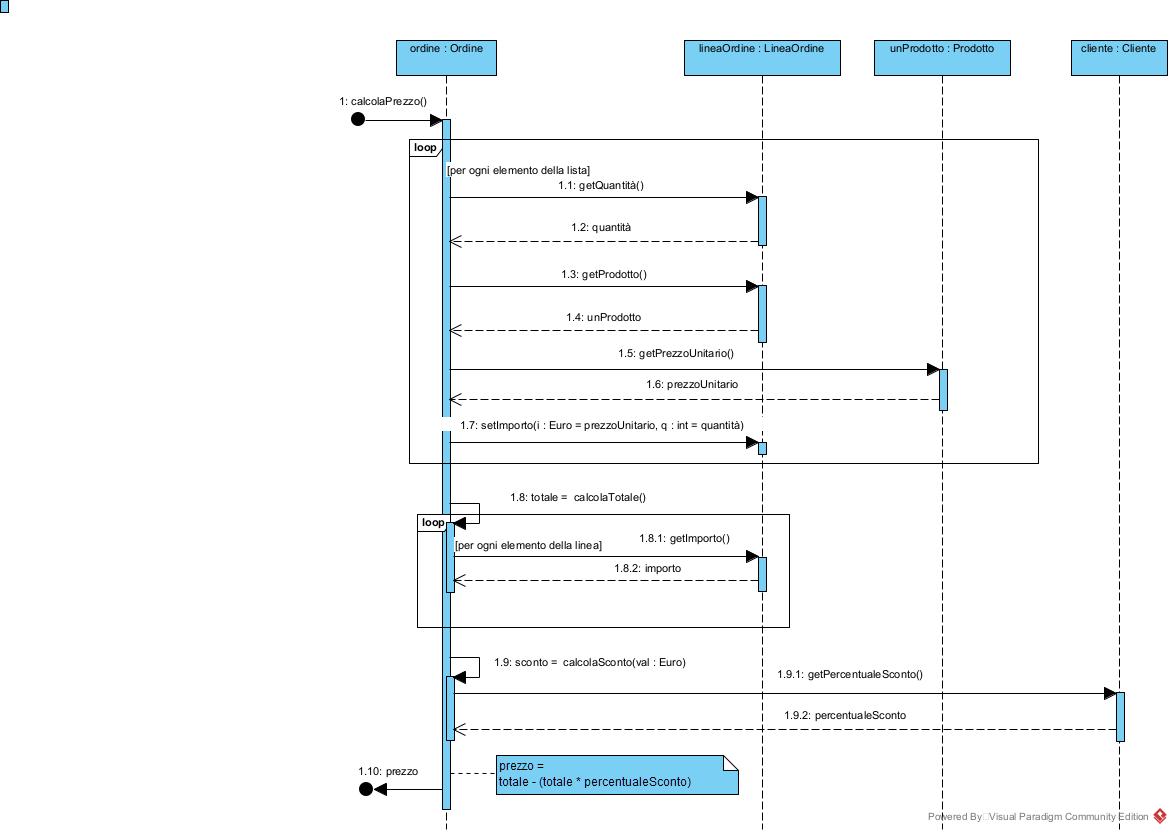 ordine : Ordine
lineaOrdine : LineaOrdine
unProdotto : Prodotto
cliente : Cliente
1: calcolaPrezzo()
loop
[per ogni elemento della lista]
1.1: getQuantità()
1.2: quantità
1.3: getProdotto()
1.4: unProdotto
1.5: getPrezzoUnitario()
1.6: prezzoUnitario
1.7: setImporto(i : Euro = prezzoUnitario, q : int = quantità)
1.8: totale = calcolaTotale()
loop
1.8.1: getImporto()
[per ogni elemento della linea]
1.8.2: importo
1.9: sconto = calcolaSconto(val : Euro)
1.9.1: getPercentualeSconto()
1.9.2: percentualeSconto
1.10: prezzo
prezzo =
totale - (totale * percentualeSconto)
Powered By Visual Paradigm Community Edition